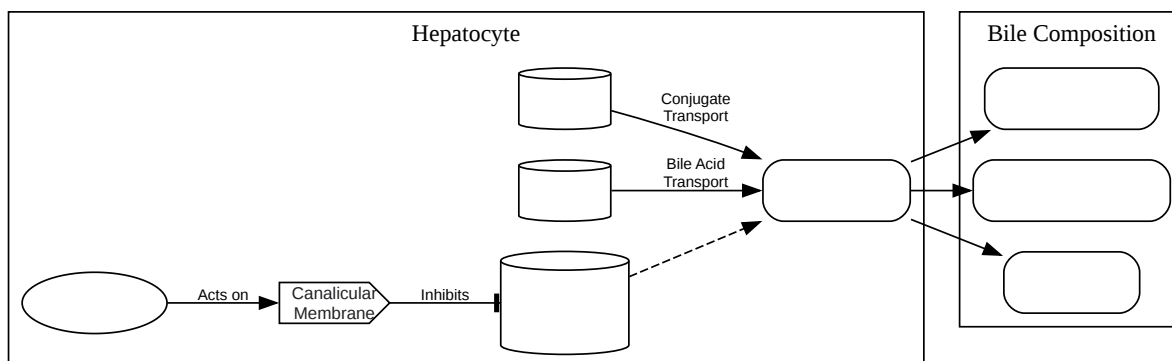 Hepatocyte
Bile Composition
Conjugate
Transport
Bile Acid
Transport
Acts on
Canalicular
Membrane
Inhibits